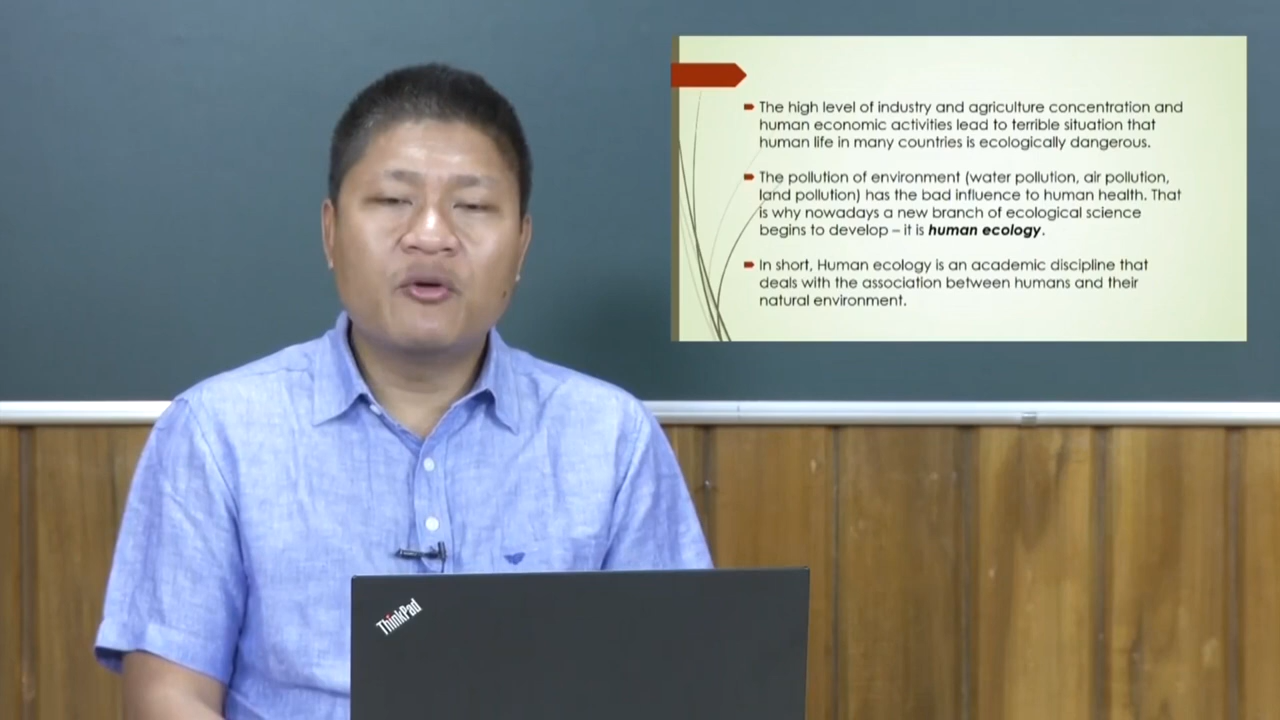 The high level of industry and agriculture concentration and
human economic activities lead to terrible situation that
human life in many countries is ecologically dangerous.
The pollution of environment (water pollution, air pollution,
land pollution) has the bad influence to human health. That
is why nowadays a new branch of ecological science
begins to develop – it is human ecology.
In short, Human ecology is an academic discipline that
deals with the association between humans and their
natural environment.
ThinkPad